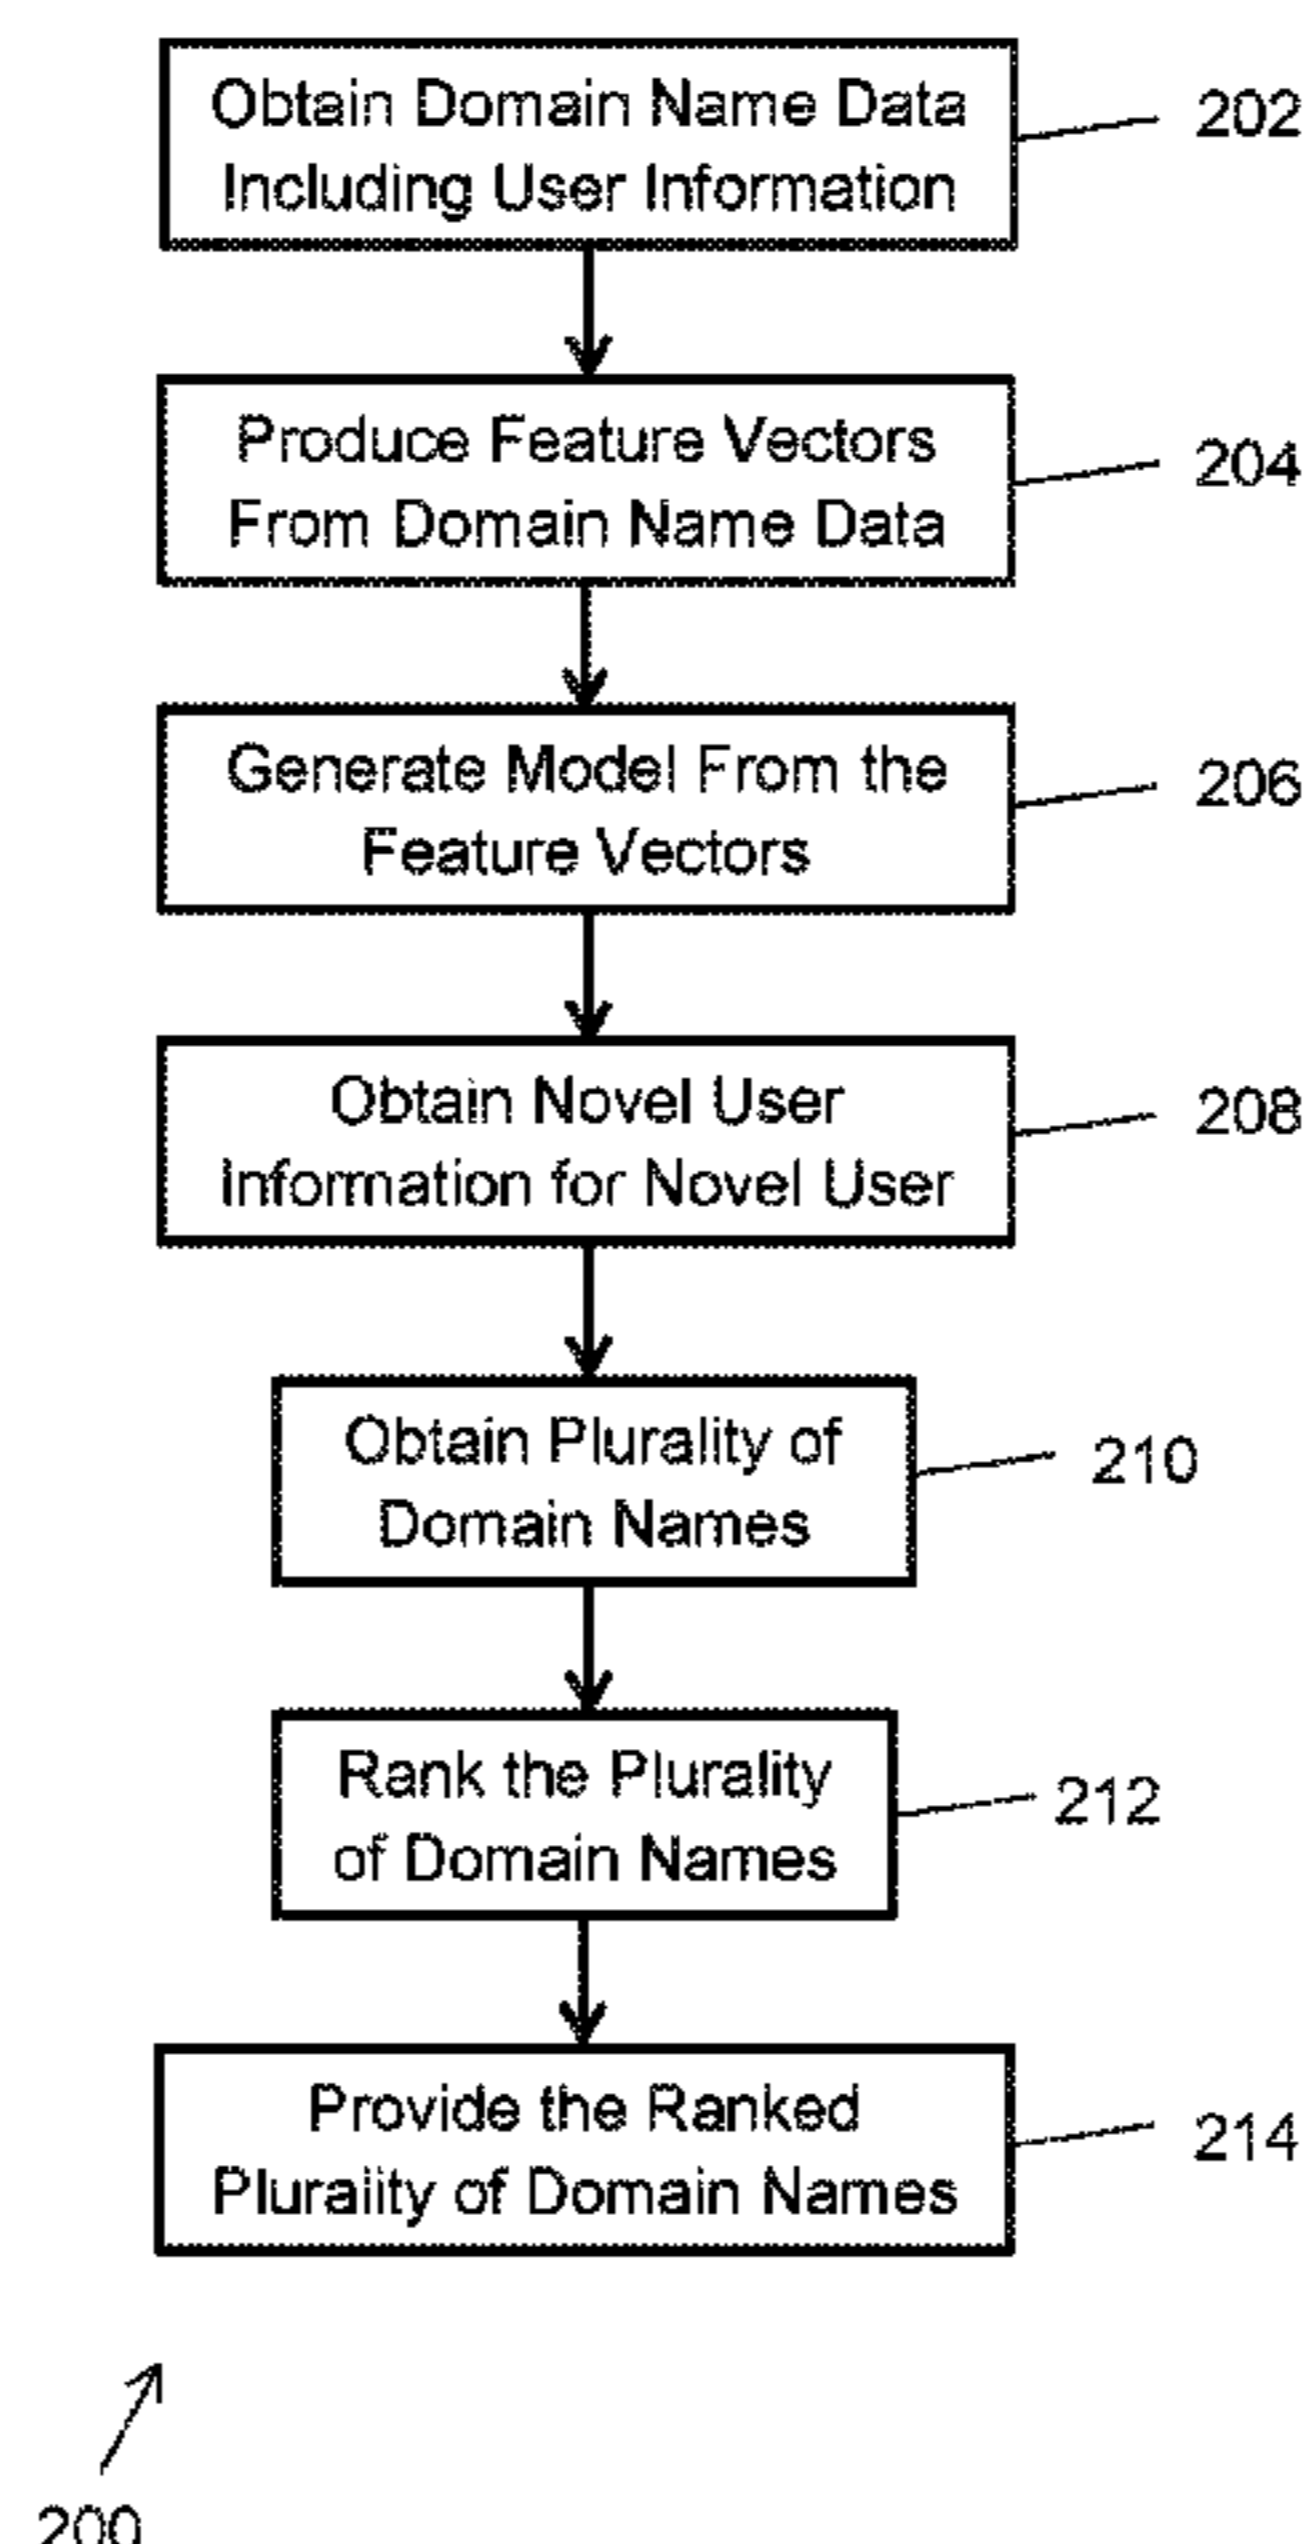 Obtain Domain Name Data
Including User Information
202
Produce Feature Vectors
From Domain Name Data
204
Generate Model From the
Feature Vectors
206
Obtain Novel User
Information for Novel User
208
Obtain Plurality of
Domain Names
210
Rank the Plurality
of Domain Names
212
Provide the Ranked
Plurality of Domain Names
214
200